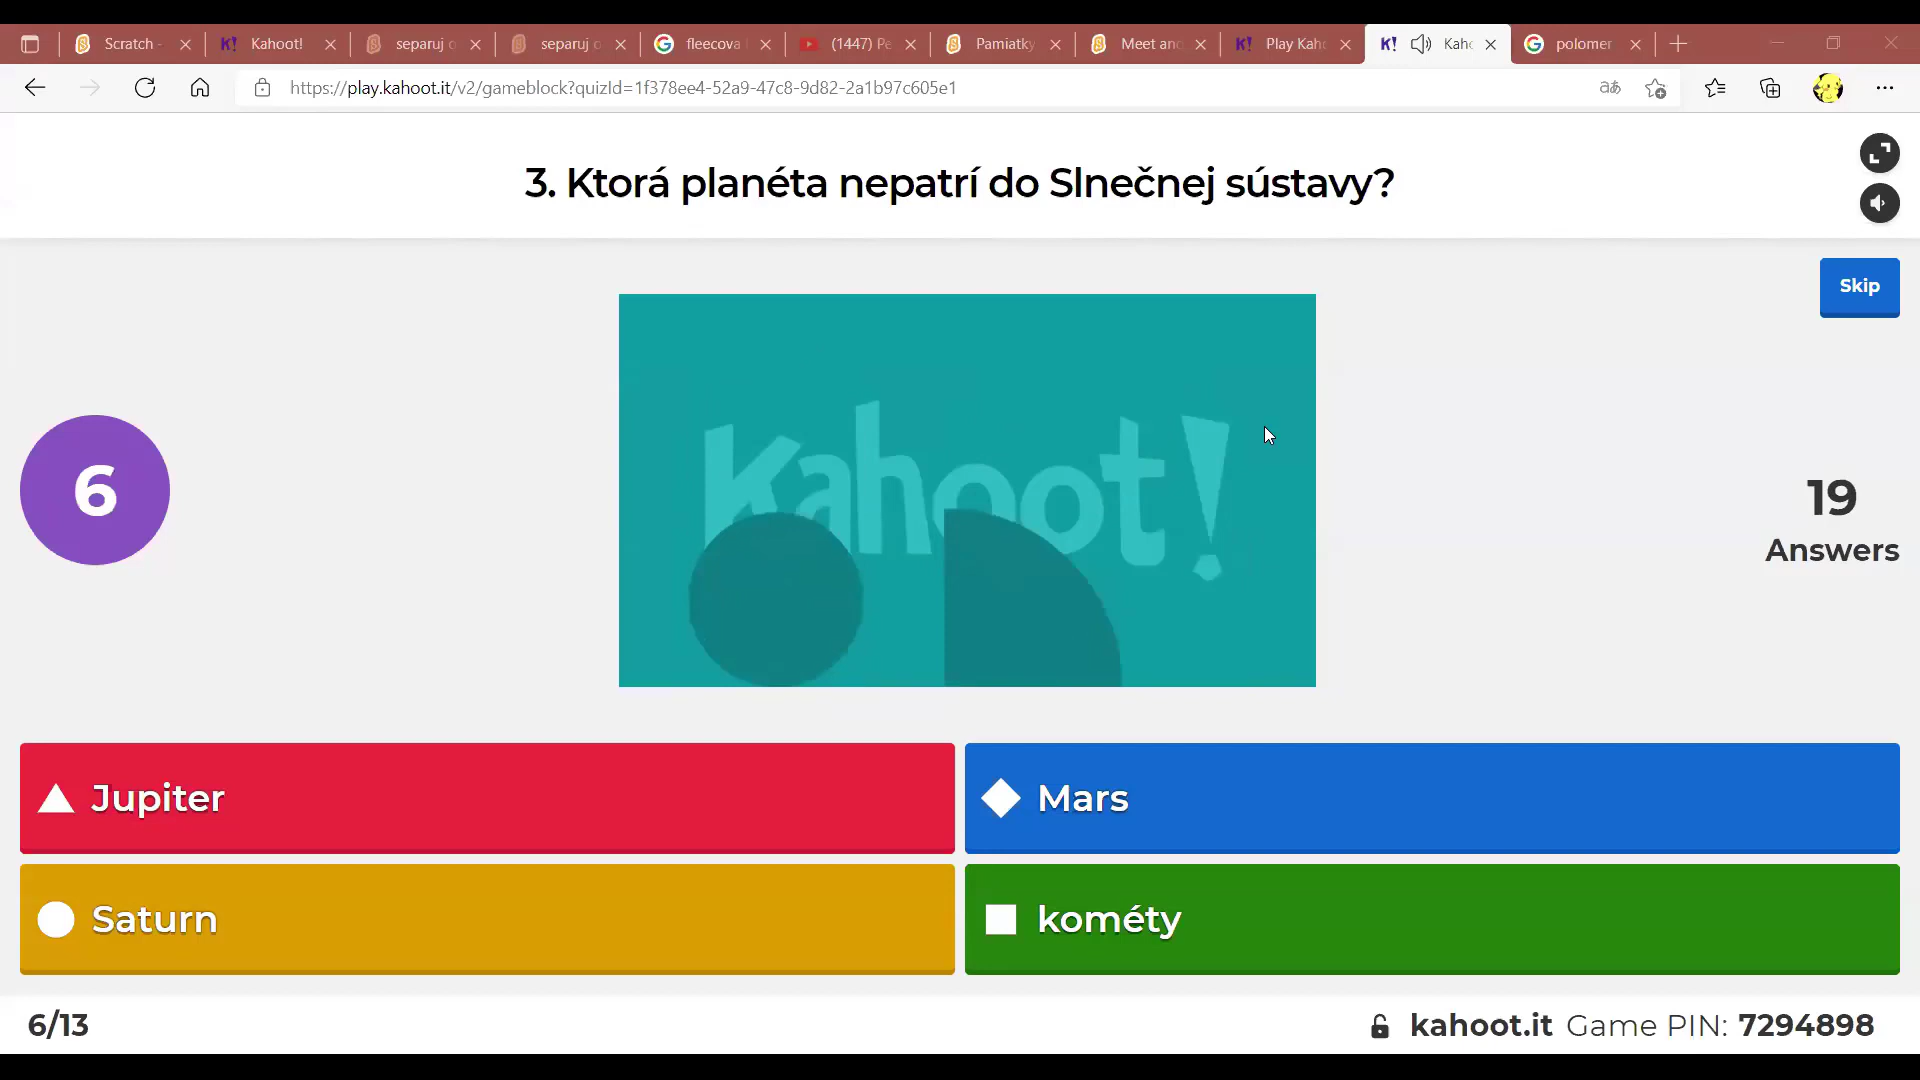 Scratch -
Kahoot!
separuj o
separuj o
fleecova
(1447) Pe
Pamiatky
Meet and
Play Kaho
Kaho
polomer
https://play.kahoot.it/v2/gameblock?quizId=1f378ee4-52a9-47c8-9d82-2a1b97c605e1
3. Ktorá planéta nepatrí do Slnečnej sústavy?
Skip
Kahoot!
6
19
Answers
Jupiter
Mars
Saturn
kométy
6/13
kahoot.it Game PIN: 7294898